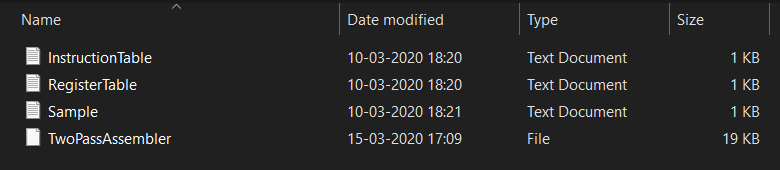 Name Date modified Type Size
InstructionTable 10-03-2020 18:20 Text Document 1 KB
RegisterTable 10-03-2020 18:20 Text Document 1 KB
Sample 10-03-2020 18:21 Text Document 1 KB
TwoPassAssembler 15-03-2020 17:09 File 19 KB